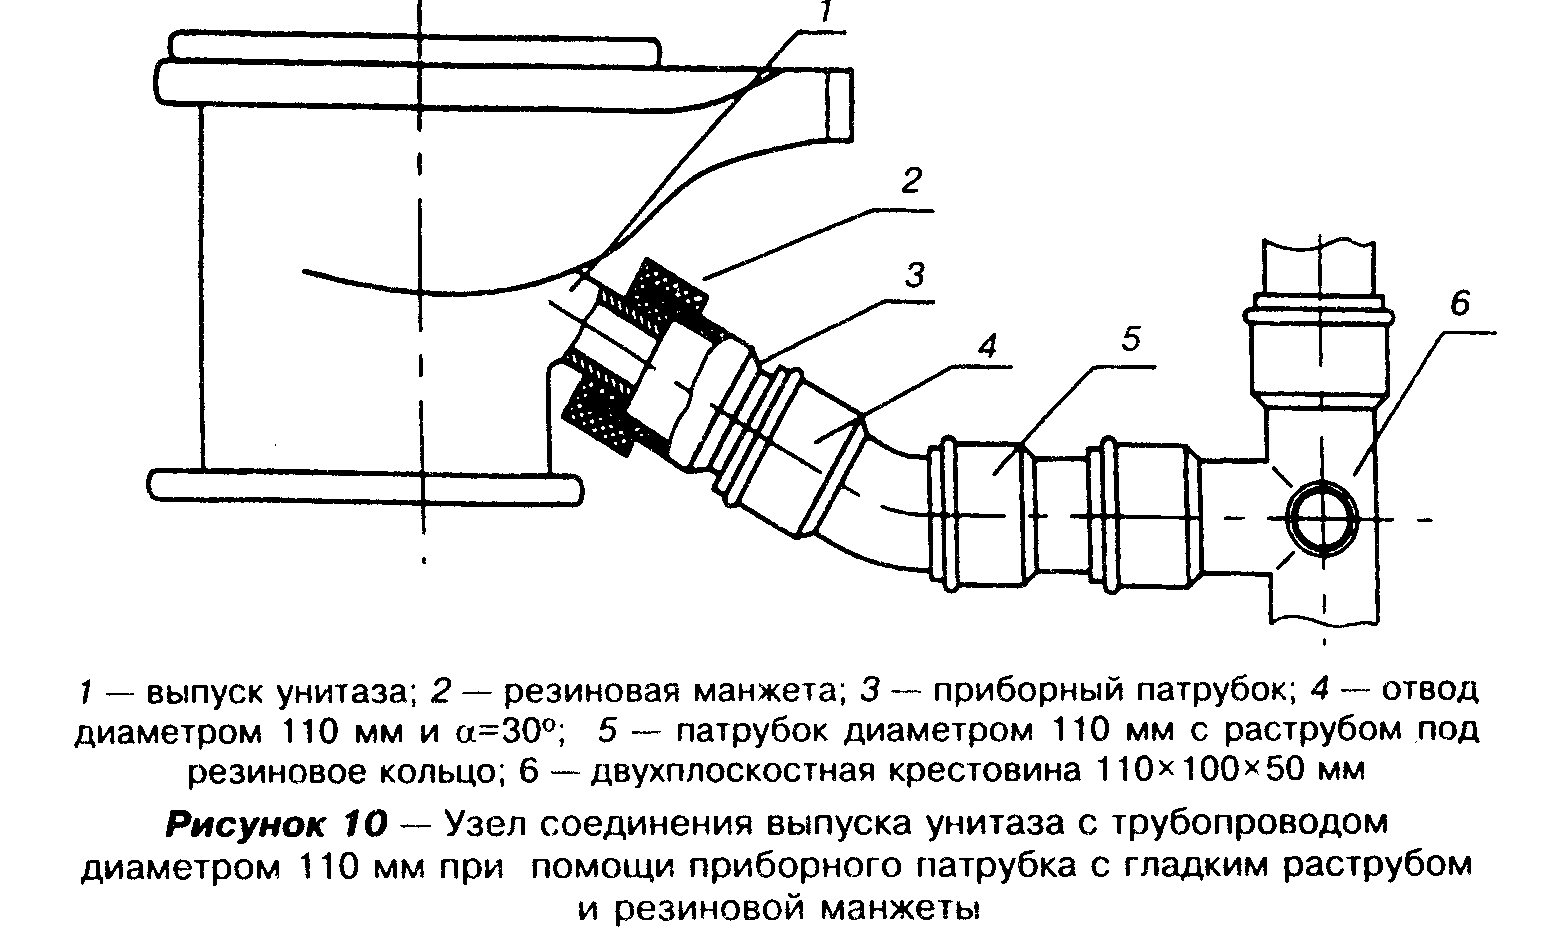 1
2
3
4
5
6
1 — выпуск унитаза; 2 — резиновая манжета; 3 — приборный патрубок; 4 — отвод
диаметром 110 мм и α=30º; 5 — патрубок диаметром 110 мм с раструбом под
резиновое кольцо; 6 — двухплоскостная крестовина 110×100×50 мм
Рисунок 10 — Узел соединения выпуска унитаза с трубопроводом
диаметром 110 мм при помощи приборного патрубка с гладким раструбом
и резиновой манжеты